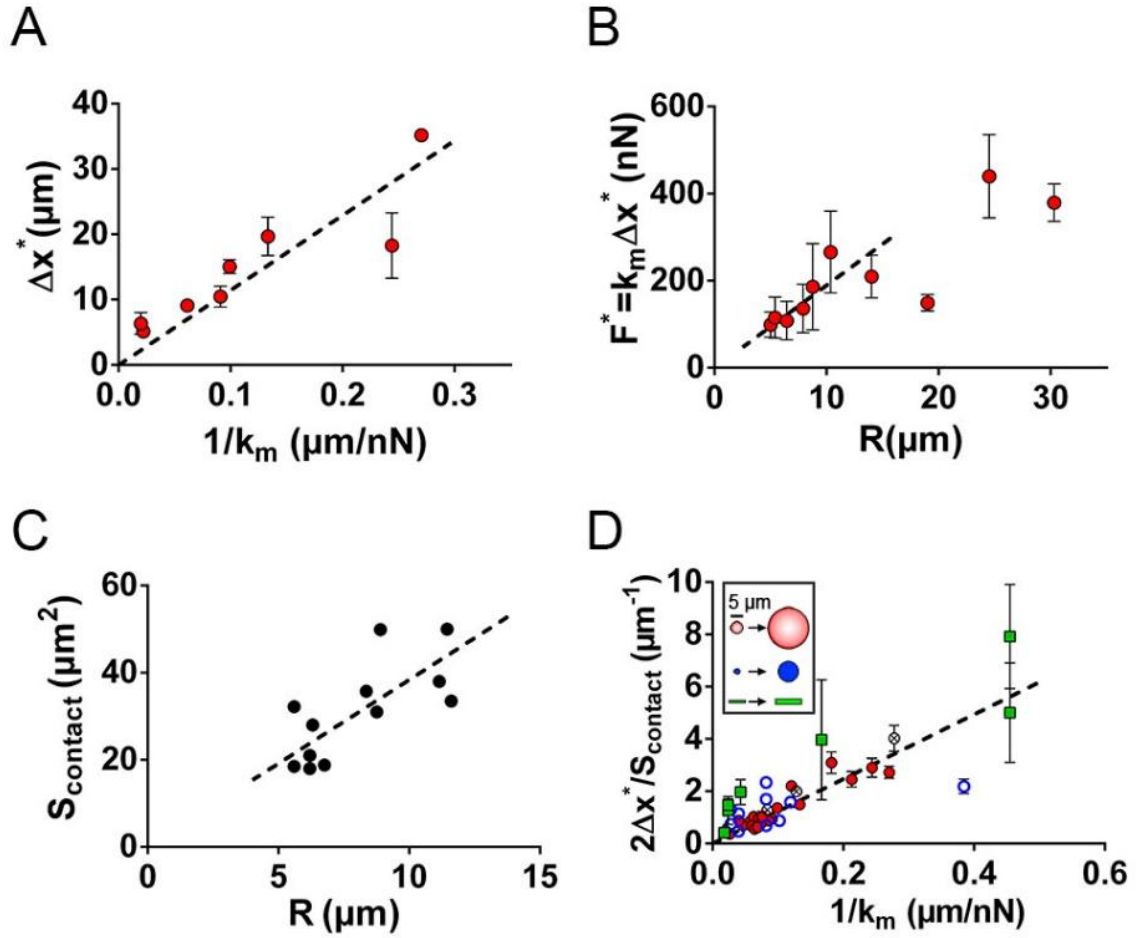 A
Δx* (μm)
40
30
20
10
0
0.0 0.1 0.2 0.3
1/km (μm/nN)
B
F*=kmΔx* (nN)
600
400
200
0
0 10 20 30
R(μm)
C
Scontact (μm2)
60
40
20
0
0 5 10 15
R (μm)
D
2Δx*/Scontact (μm-1)
10
8
6
4
2
0
5 μm
0.0 0.2 0.4 0.6
1/km (μm/nN)